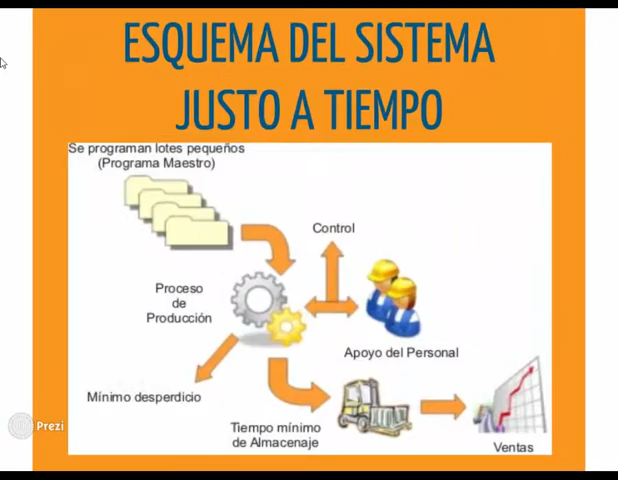 ESQUEMA DEL SISTEMA
JUSTO A TIEMPO
Se programan lotes pequeños
(Programa Maestro)
Control
Proceso
de
Producción
Apoyo del Personal
Mínimo desperdicio
Tiempo mínimo
de Almacenaje
Ventas
Prezi